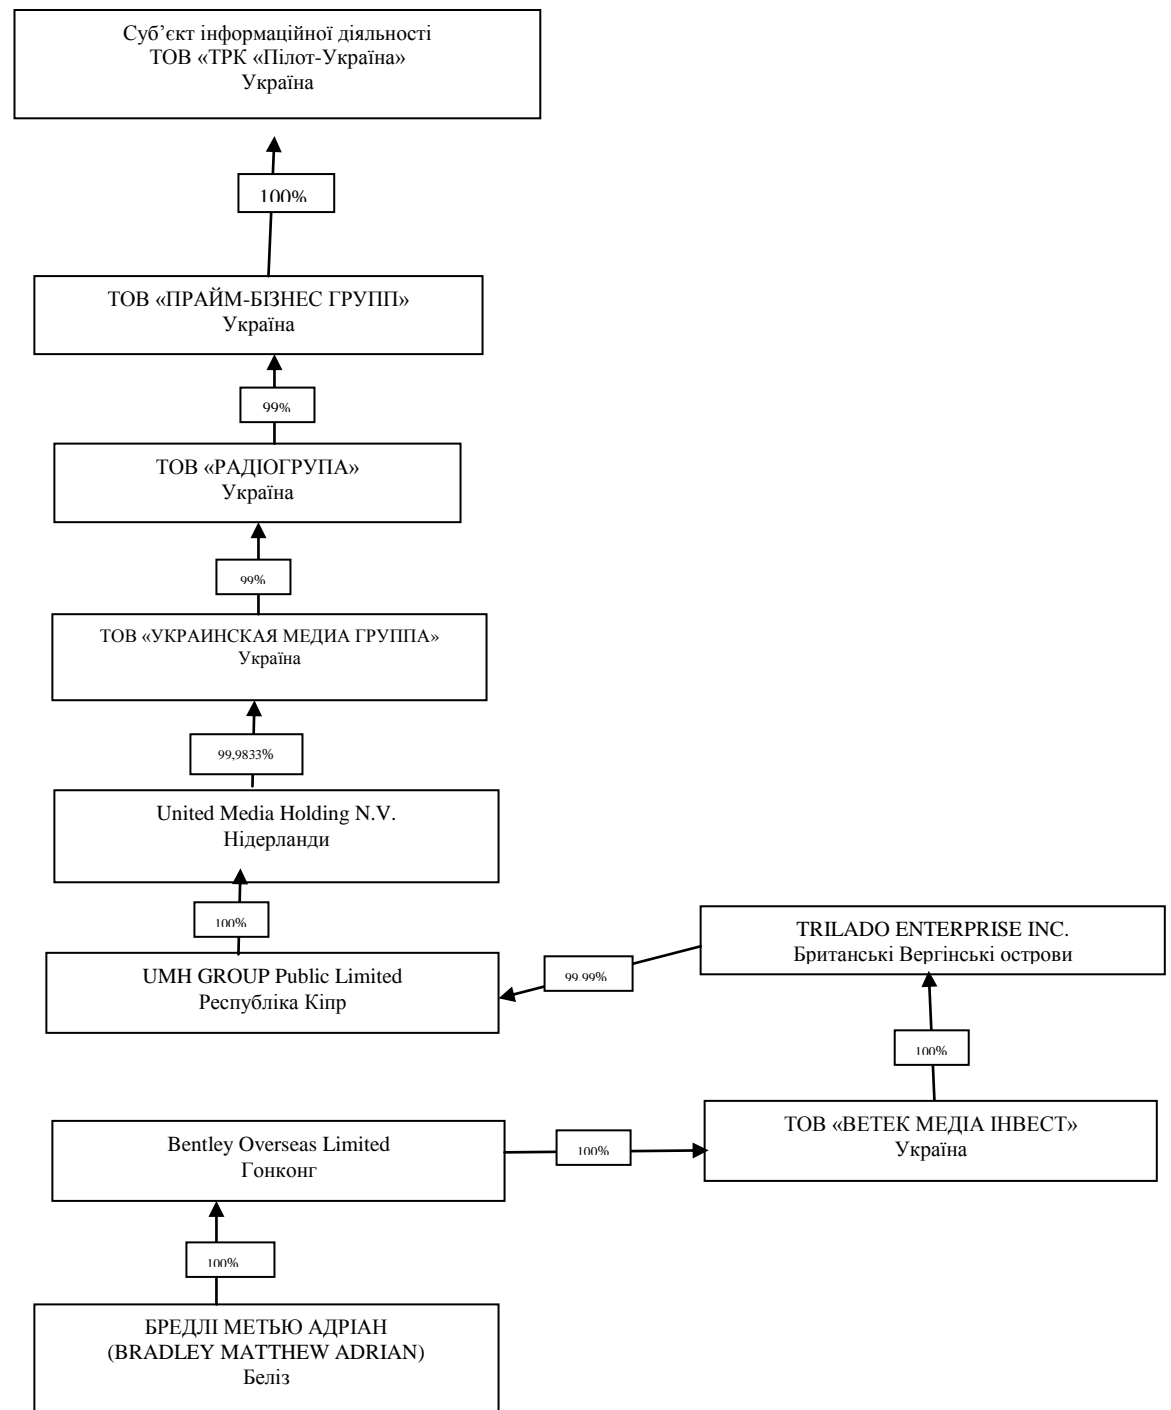 Суб’єкт інформаційної діяльності
ТОВ «ТРК «Пілот-Україна»
Україна
100%
ТОВ «ПРАЙМ-БІЗНЕС ГРУПП»
Україна
99%
ТОВ «РАДІОГРУПА»
Україна
99%
ТОВ «УКРАИНСКАЯ МЕДИА ГРУППА»
Україна
99,9833%
United Media Holding N.V.
Нідерланди
100%
TRILADO ENTERPRISE INC.
Британські Вергінські острови
UMH GROUP Public Limited
Республіка Кіпр
99.99%
100%
ТОВ «ВЕТЕК МЕДІА ІНВЕСТ»
Україна
Bentley Overseas Limited
Гонконг
100%
100%
БРЕДЛІ МЕТЬЮ АДРІАН
(BRADLEY MATTHEW ADRIAN)
Беліз